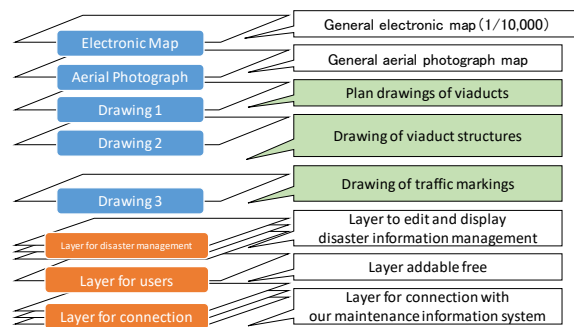 General electronic map (1/10,000)
Electronic Map
General aerial photograph map
Aerial Photograph
Plan drawings of viaducts
Drawing 1
Drawing of viaduct structures
Drawing 2
Drawing of traffic markings
Drawing 3
Layer to edit and display
disaster information management
Layer for disaster management
Layer addable free
Layer for users
Layer for connection with
our maintenance information system
Layer for connection